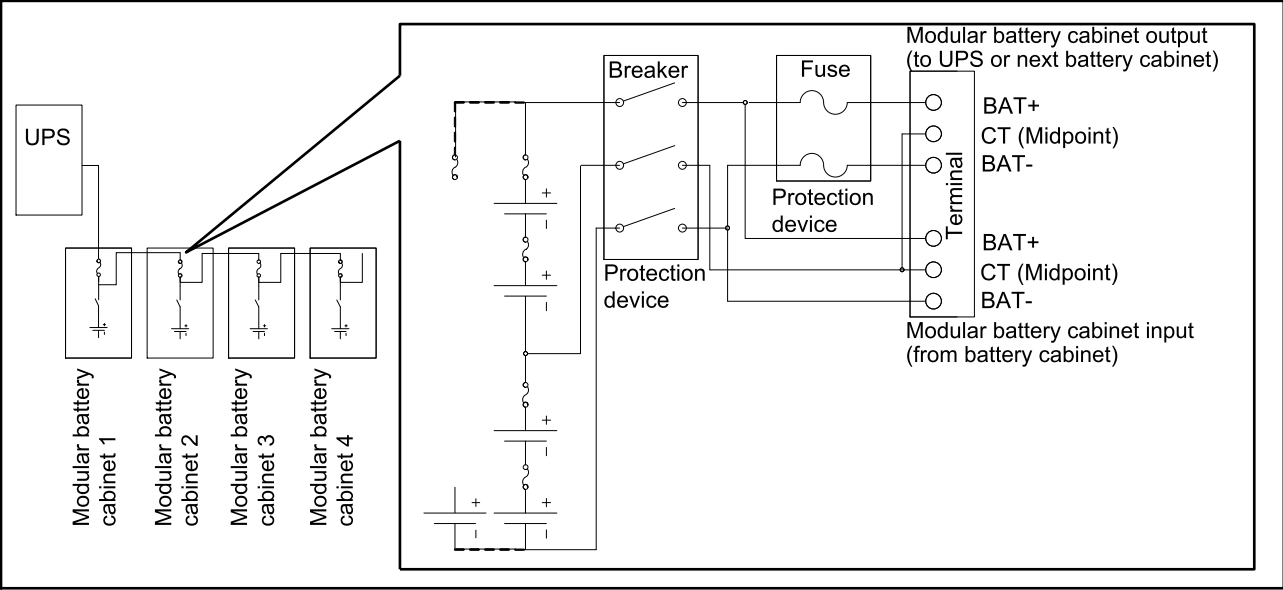 UPS
Modular battery
cabinet 1
Modular battery
cabinet 2
Modular battery
cabinet 3
Modular battery
cabinet 4
Breaker
Protection
device
Fuse
Protection
device
Modular battery cabinet output
(to UPS or next battery cabinet)
BAT+
CT (Midpoint)
BAT-
Terminal
BAT+
CT (Midpoint)
BAT-
Modular battery cabinet input
(from battery cabinet)